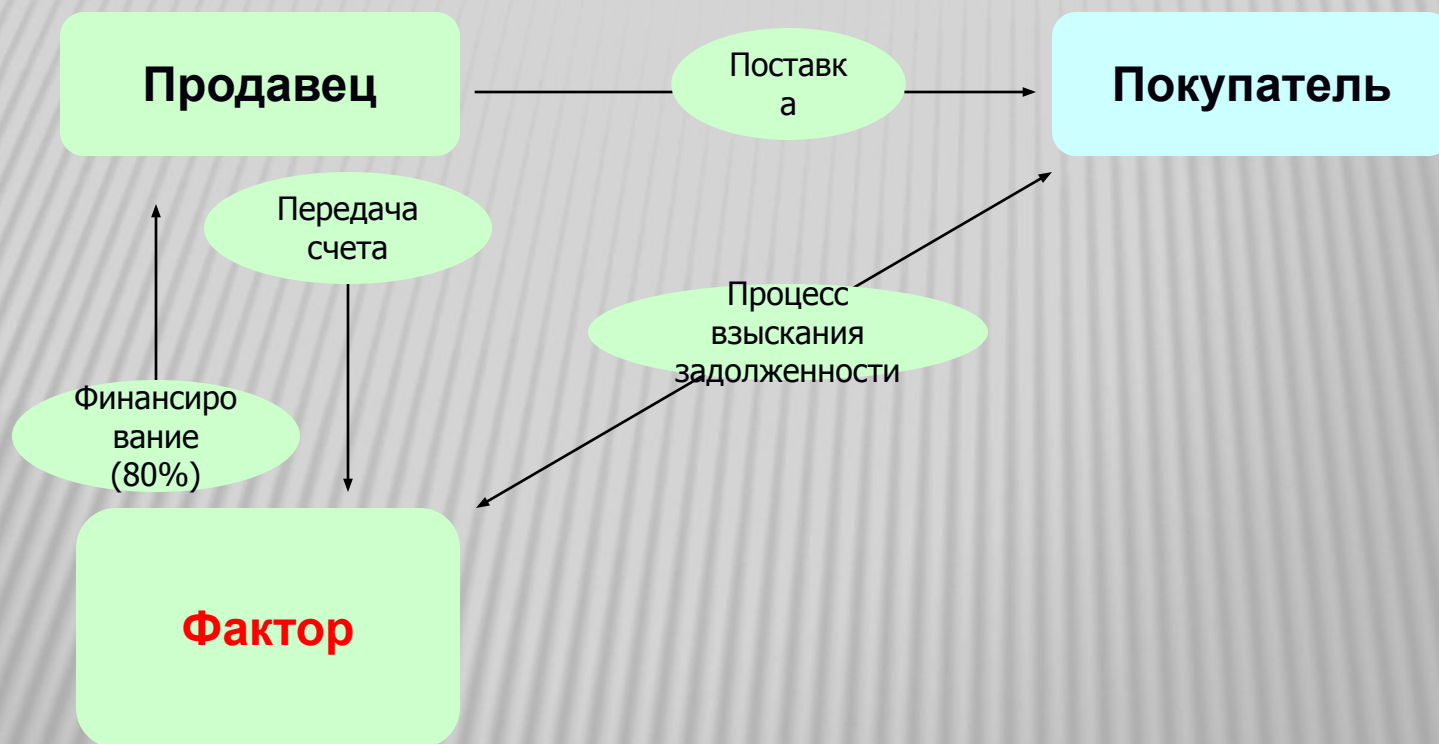 Продавец
Поставк
а
Покупатель
Передача
счета
Процесс
взыскания
задолженности
Финансиро
вание
(80%)
Фактор